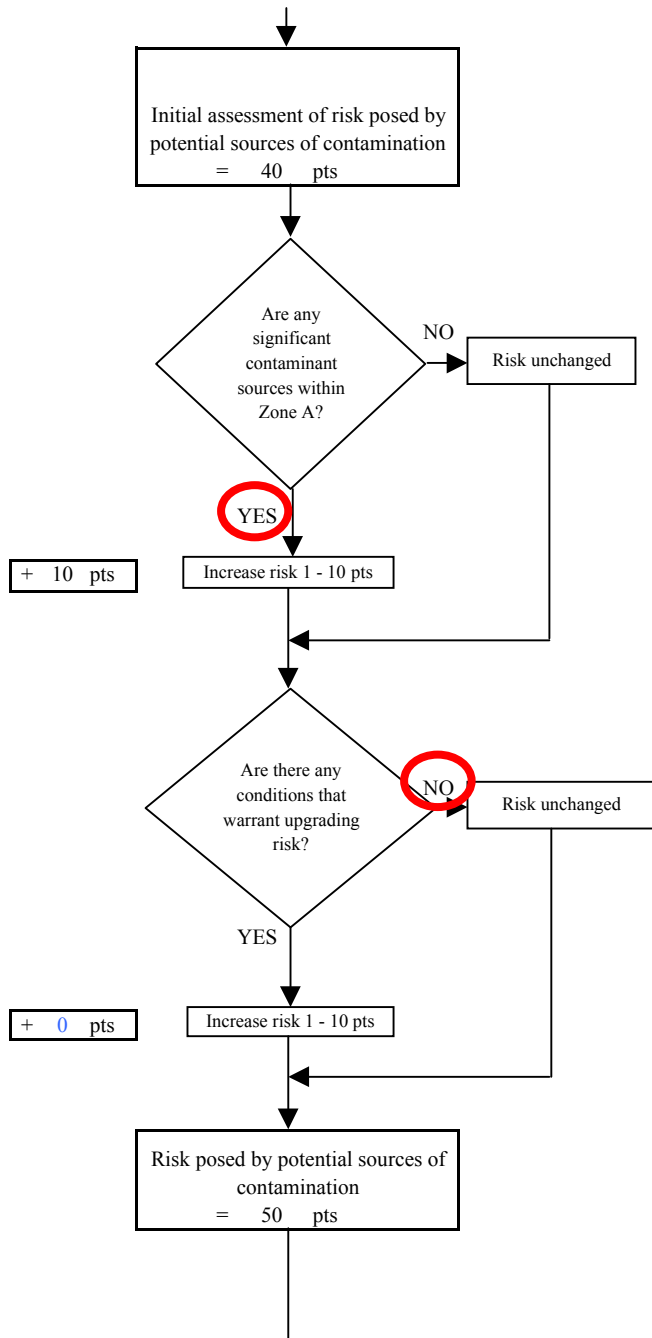 Initial assessment of risk posed by
potential sources of contamination
= 40 pts
Are any
significant
contaminant
sources within
Zone A?
NO
Risk unchanged
YES
+ 10 pts
Increase risk 1 - 10 pts
Are there any
conditions that
warrant upgrading
risk?
NO
Risk unchanged
YES
+ 0 pts
Increase risk 1 - 10 pts
Risk posed by potential sources of
contamination
= 50 pts